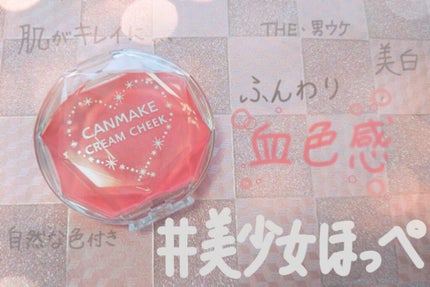 肌がキレイに…
THE・男ウケ
美白
ふんわり
血色感
CANMAKE
CREAM CHEEK
自然な色付き
#美少女ほっぺ